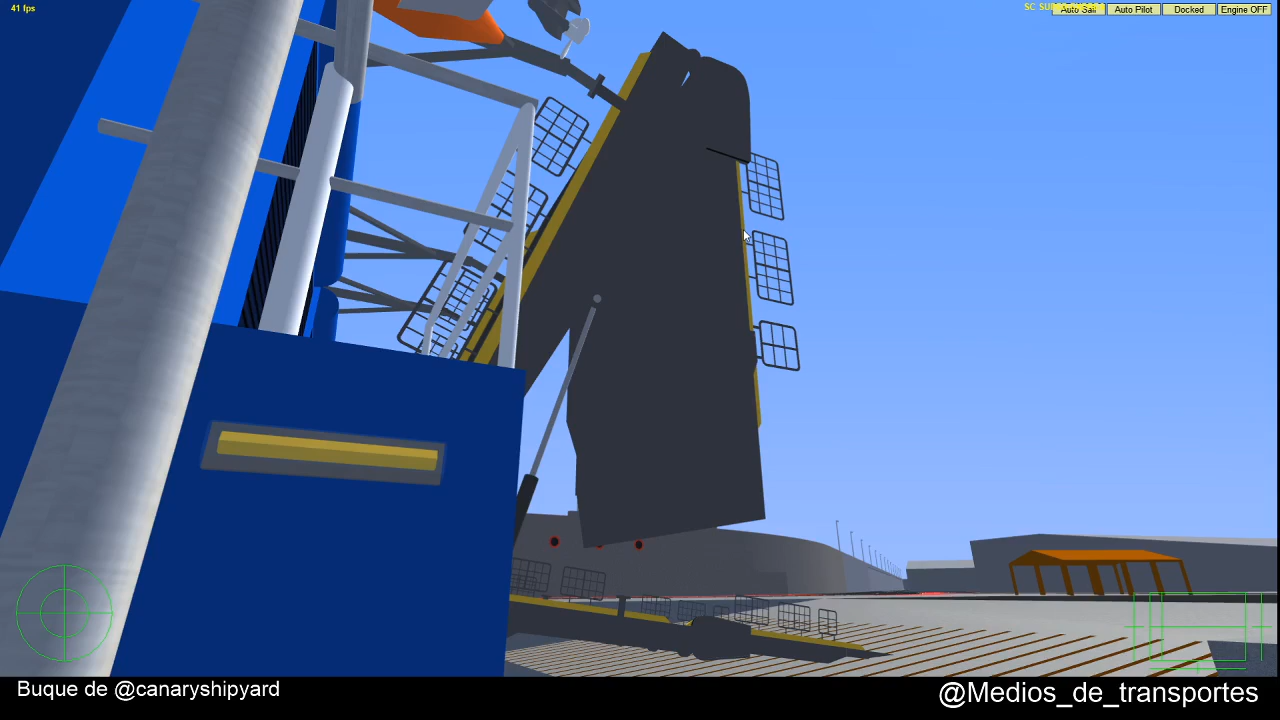 41 fps
Auto Sail Auto Pilot Docked Engine OFF
Buque de @canaryshipyard
@Medios_de_transportes